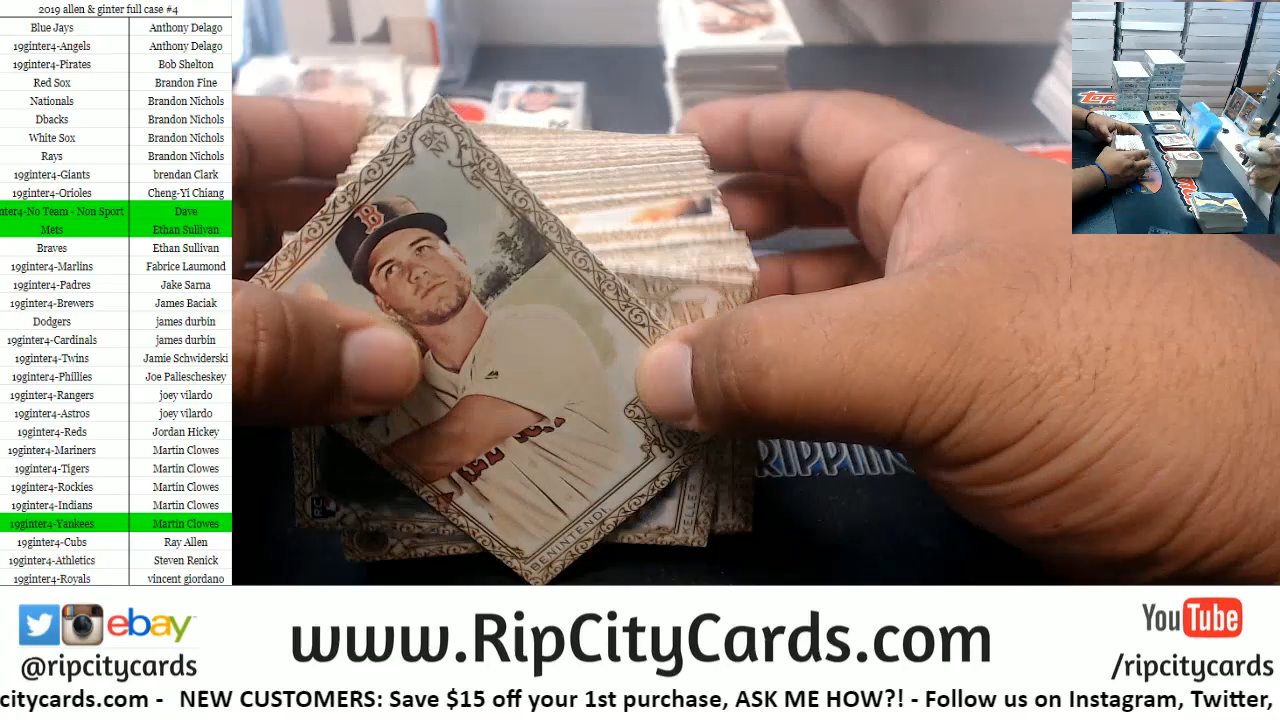 2019 allen & ginter full case #4
Blue Jays Anthony Delago
19ginter4-Angels Anthony Delago
19ginter4-Pirates Bob Shelton
Red Sox Brandon Fine
Nationals Brandon Nichols
Dbacks Brandon Nichols
White Sox Brandon Nichols
Rays Brandon Nichols
19ginter4-Giants brendan Clark
19ginter4-Orioles Cheng-Yi Chiang
nter4-No Team - Non Sport Dave
Mets Ethan Sullivan
Braves Ethan Sullivan
19ginter4-Marlins Fabrice Laumond
19ginter4-Padres Jake Sarna
19ginter4-Brewers James Baciak
Dodgers james durbin
19ginter4-Cardinals james durbin
19ginter4-Twins Jamie Schwiderski
19ginter4-Phillies Joe Paliescheskey
19ginter4-Rangers joey vilardo
19ginter4-Astros joey vilardo
19ginter4-Reds Jordan Hickey
19ginter4-Mariners Martin Clowes
19ginter4-Tigers Martin Clowes
19ginter4-Rockies Martin Clowes
19ginter4-Indians Martin Clowes
19ginter4-Yankees Martin Clowes
19ginter4-Cubs Ray Allen
19ginter4-Athletics Steven Renick
19ginter4-Royals vincent giordano
B
BENINTENDI
RC
ELLER
RIPPIN
TOPPS
ebay
@ripcitycards
www.RipCityCards.com
YouTube
/ripcitycards
citycards.com - NEW CUSTOMERS: Save $15 off your 1st purchase, ASK ME HOW?! - Follow us on Instagram, Twitter,